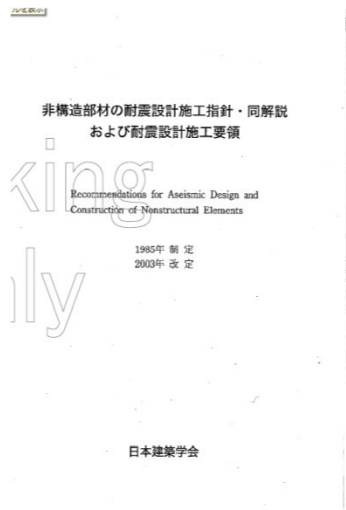 非構造部材の耐震設計施工指針・同解説
および耐震設計施工要領
king
Recommendations for Aseismic Design and
Construction of Nonstructural Elements
1985年 制 定
2003年 改 定
ly
日本建築学会